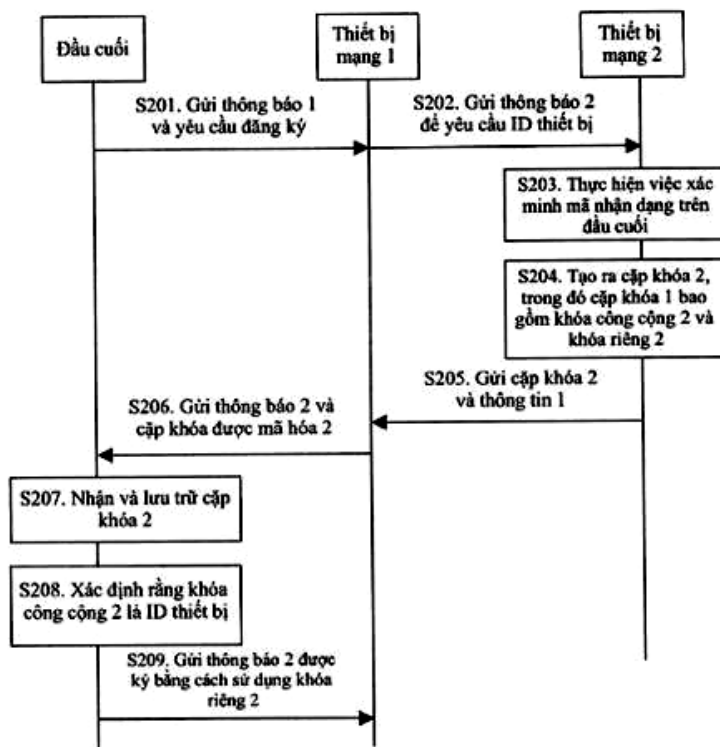 Đầu cuối
Thiết bị
mạng 1
Thiết bị
mạng 2
S201. Gửi thông báo 1
và yêu cầu đăng ký
S202. Gửi thông báo 2
để yêu cầu ID thiết bị
S203. Thực hiện việc xác
minh mã nhận dạng trên
đầu cuối
S204. Tạo ra cặp khóa 2,
trong đó cặp khóa 1 bao
gồm khóa công cộng 2 và
khóa riêng 2
S205. Gửi cặp khóa 2
và thông tin 1
S206. Gửi thông báo 2 và
cặp khóa được mã hóa 2
S207. Nhận và lưu trữ cặp
khóa 2
S208. Xác định rằng khóa
công cộng 2 là ID thiết bị
S209. Gửi thông báo 2 được
ký bằng cách sử dụng khóa
riêng 2